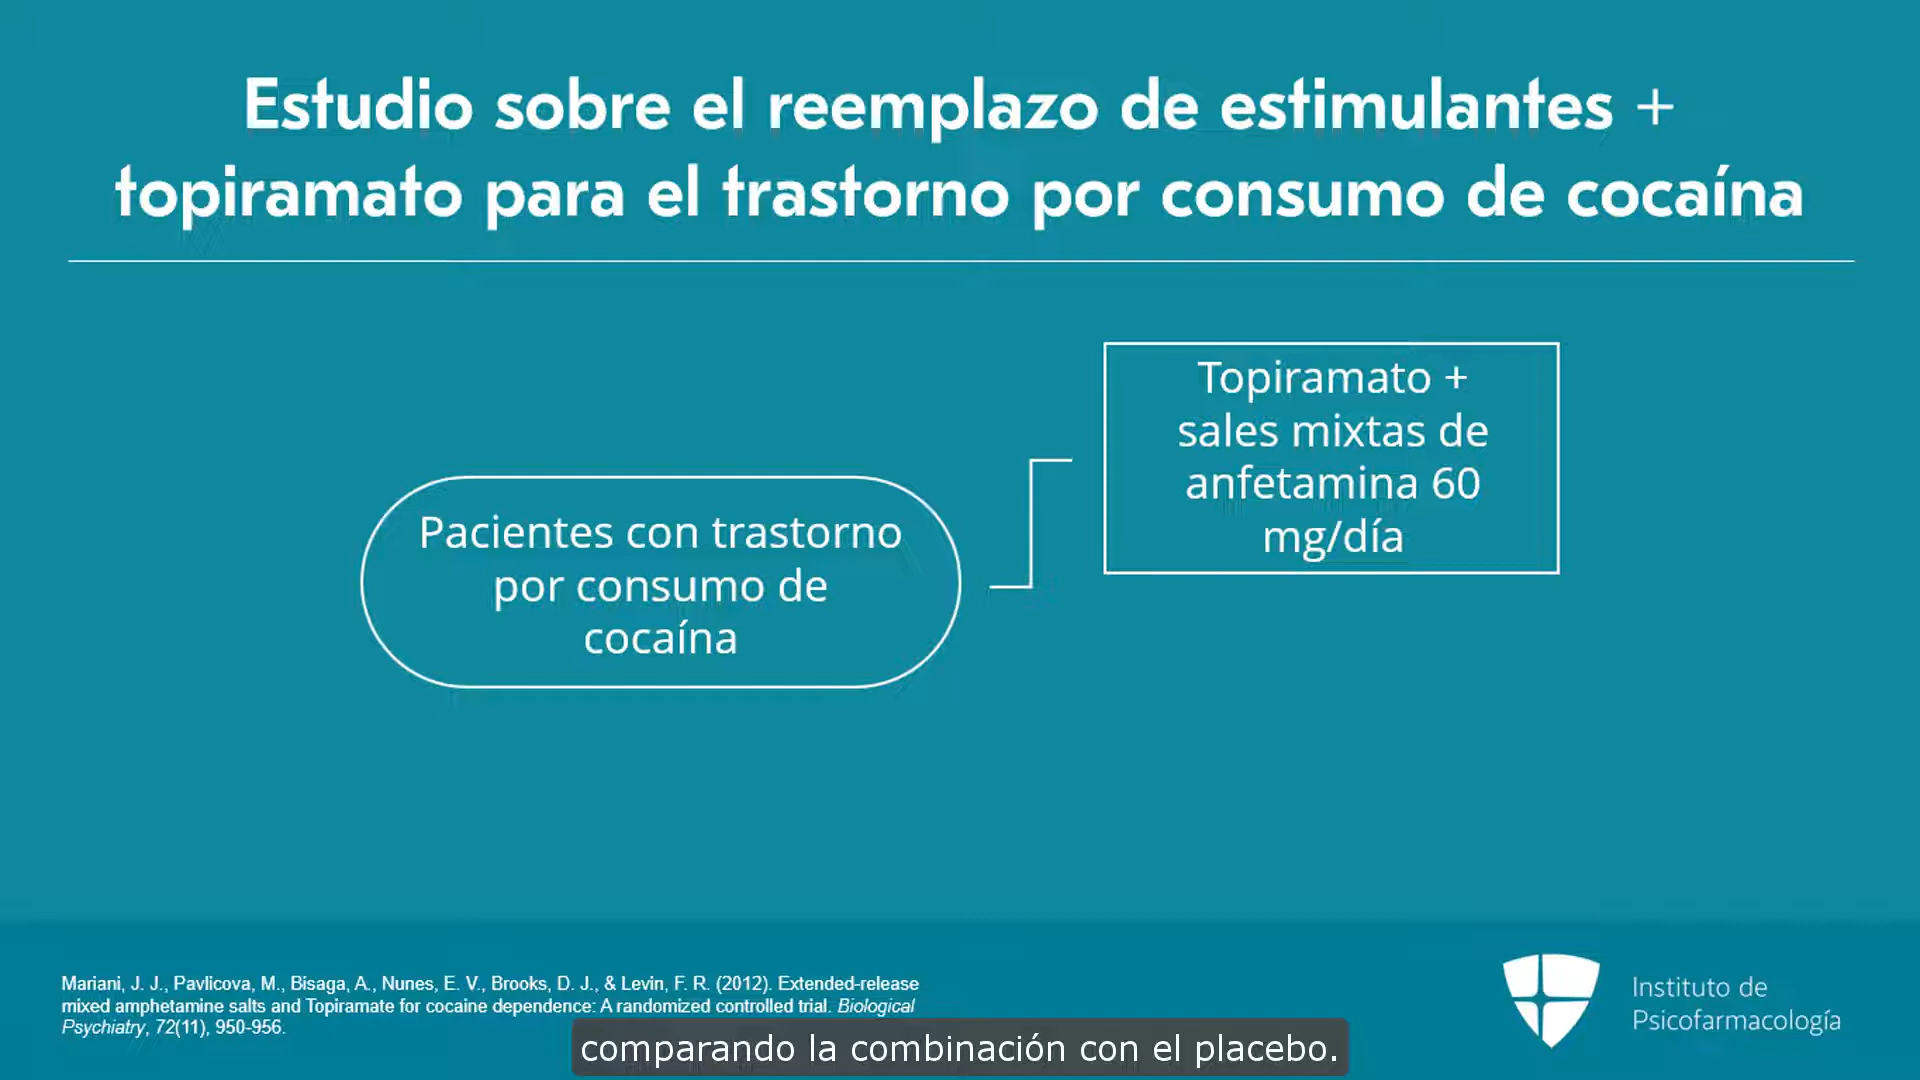 Estudio sobre el reemplazo de estimulantes +
topiramato para el trastorno por consumo de cocaína
Pacientes con trastorno
por consumo de
cocaína
Topiramato +
sales mixtas de
anfetamina 60
mg/día
Mariani, J. J., Pavlicova, M., Bisaga, A., Nunes, E. V., Brooks, D. J., & Levin, F. R. (2012). Extended-release
mixed amphetamine salts and Topiramate for cocaine dependence: A randomized controlled trial. Biological
Psychiatry, 72(11), 950-956.
Instituto de
Psicofarmacología
comparando la combinación con el placebo.